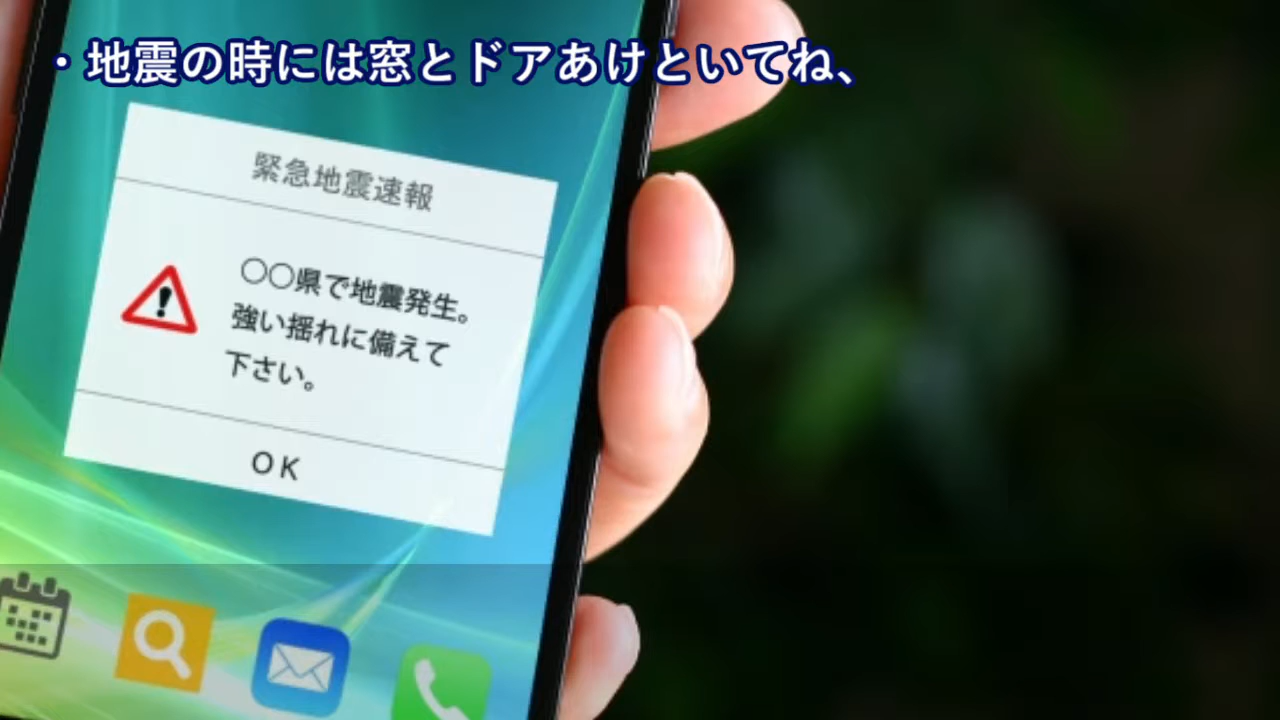 ・地震の時には窓とドアあけといてね、
緊急地震速報
○○県で地震発生。
強い揺れに備えて
下さい。
OK